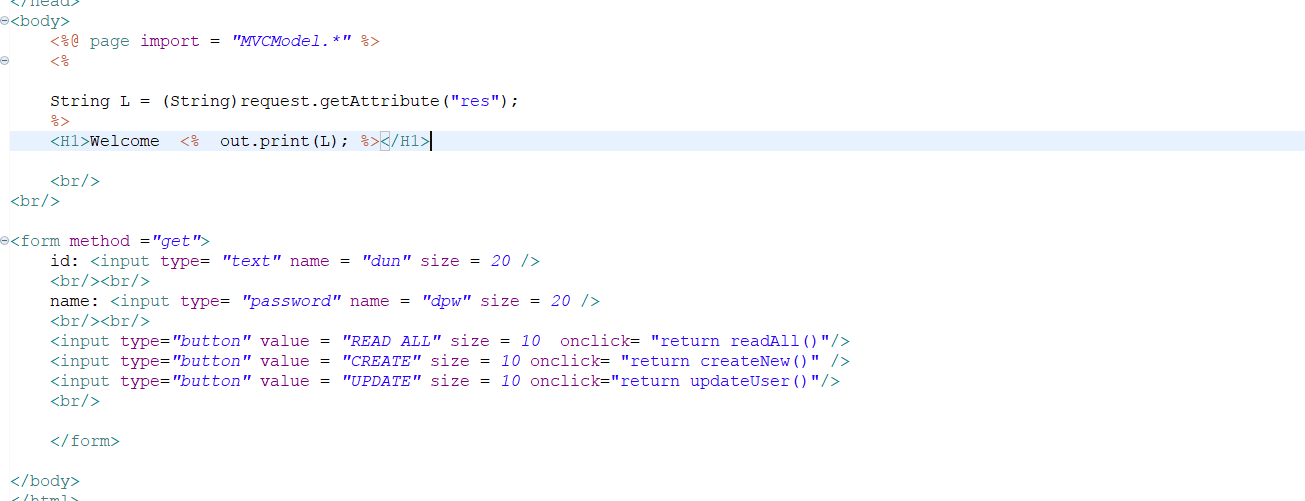 </head>
<body>
<%@ page import = "MVCModel.*" %>
<%
String L = (String)request.getAttribute("res");
%>
<H1>Welcome  <%  out.print(L); %></H1>
<br/>
<br/>
<form method ="get">
id: <input type= "text" name = "dun" size = 20 />
<br/><br/>
name: <input type= "password" name = "dpw" size = 20 />
<br/><br/>
<input type="button" value = "READ ALL" size = 10  onclick= "return readAll()"/>
<input type="button" value = "CREATE" size = 10 onclick= "return createNew()" />
<input type="button" value = "UPDATE" size = 10 onclick="return updateUser()"/>
<br/>
</form>
</body>
</html>